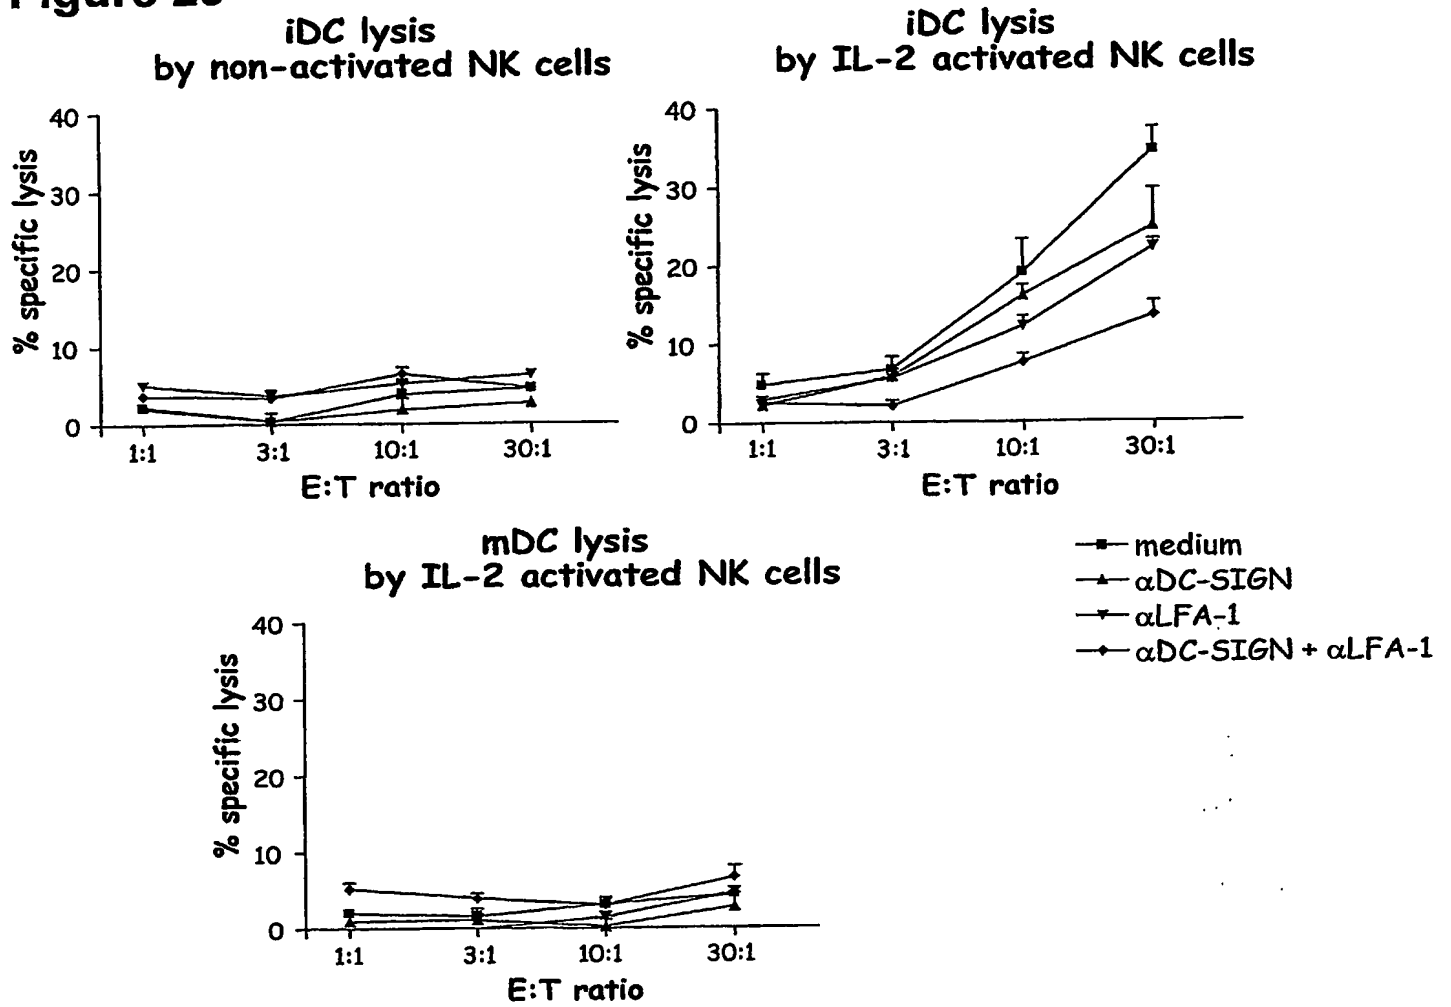 iDC lysis
by non-activated NK cells
40
30
20
10
0
% specific lysis
1:1 3:1 10:1 30:1
E:T ratio
iDC lysis
by IL-2 activated NK cells
40
30
20
10
0
% specific lysis
1:1 3:1 10:1 30:1
E:T ratio
mDC lysis
by IL-2 activated NK cells
40
30
20
10
0
% specific lysis
1:1 3:1 10:1 30:1
E:T ratio
medium
αDC-SIGN
αLFA-1
αDC-SIGN + αLFA-1